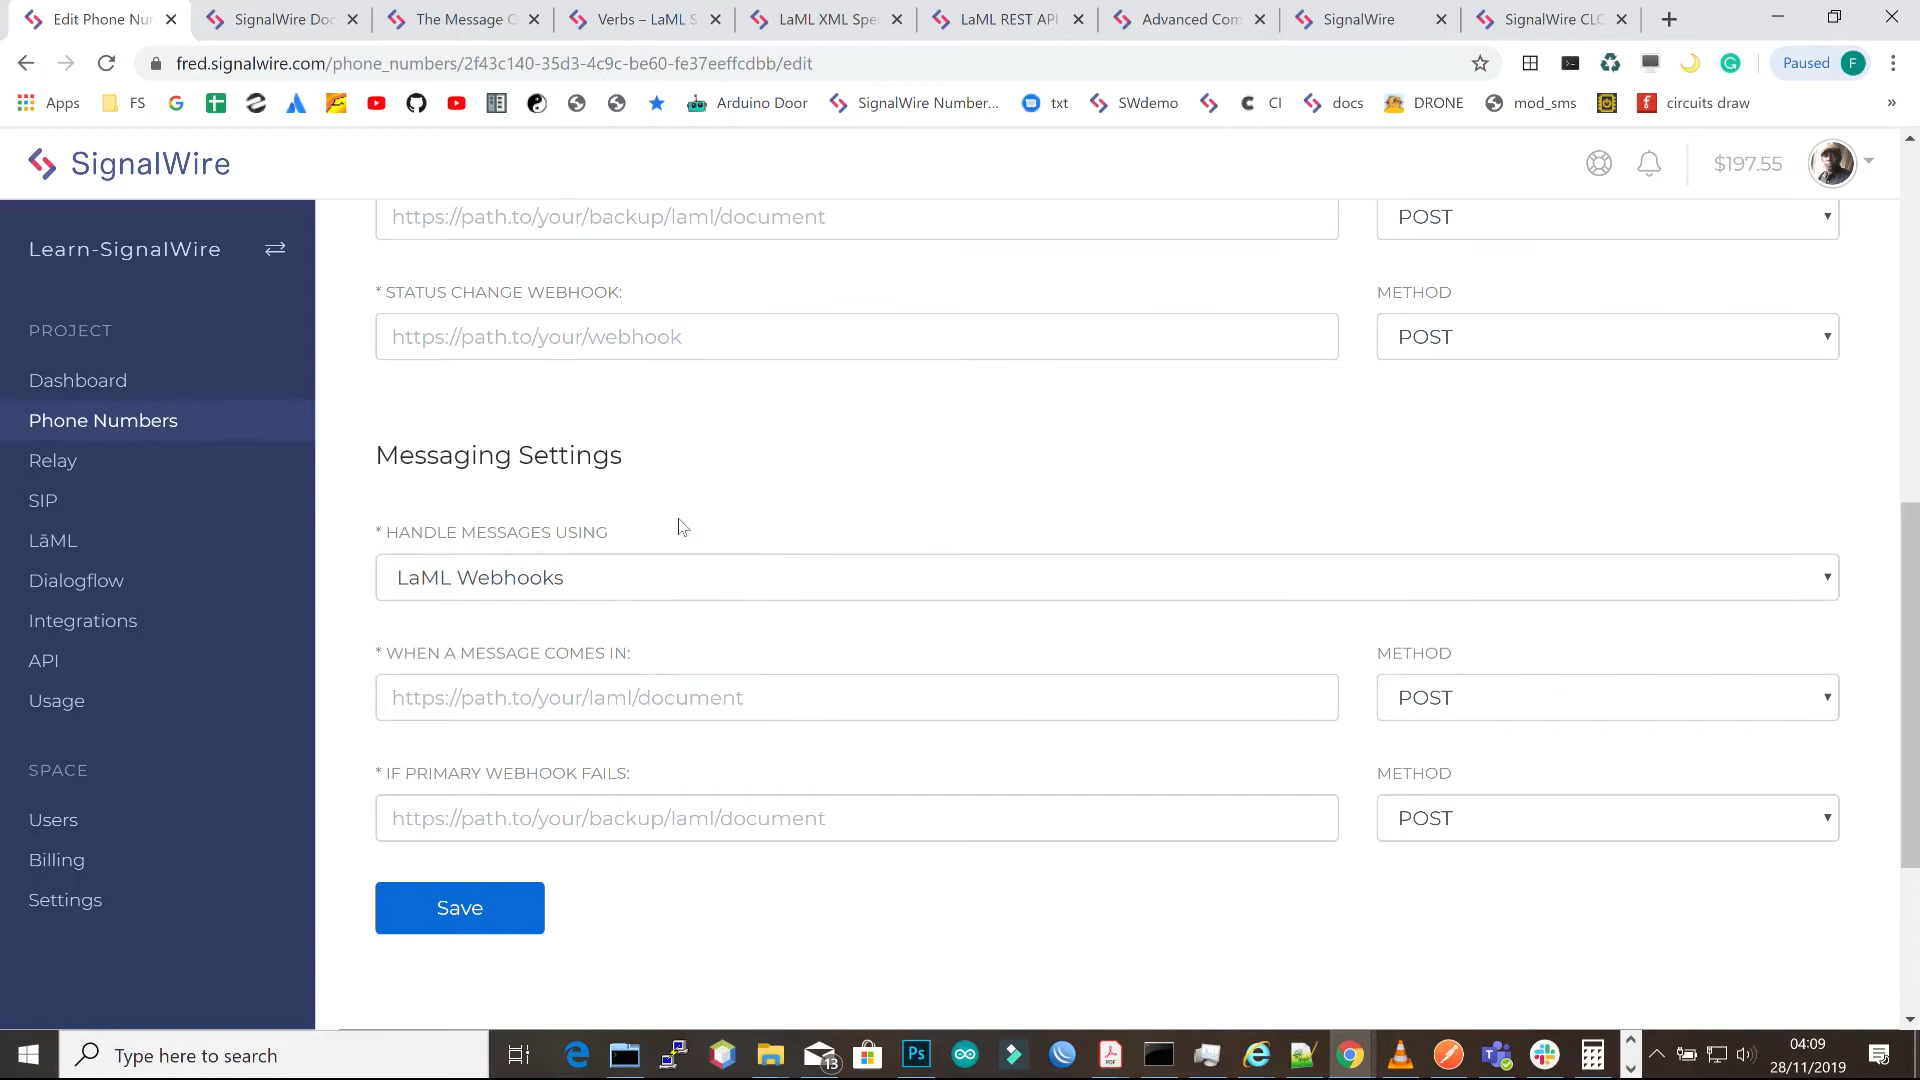 Edit Phone Nur
SignalWire Doc
The Message C
Verbs – LaML S
LaML XML Spe
LaML REST API
Advanced Com
SignalWire
SignalWire CLC
fred.signalwire.com/phone_numbers/2f43c140-35d3-4c9c-be60-fe37eeffcdbb/edit
Paused F
Apps FS Arduino Door SignalWire Number... txt SWdemo CI docs DRONE mod_sms circuits draw »
SignalWire
$197.55
Learn-SignalWire
PROJECT
Dashboard
Phone Numbers
Relay
SIP
LāML
Dialogflow
Integrations
API
Usage
SPACE
Users
Billing
Settings
https://path.to/your/backup/laml/document
POST
* STATUS CHANGE WEBHOOK:
METHOD
https://path.to/your/webhook
POST
Messaging Settings
* HANDLE MESSAGES USING
LaML Webhooks
* WHEN A MESSAGE COMES IN:
METHOD
https://path.to/your/laml/document
POST
* IF PRIMARY WEBHOOK FAILS:
METHOD
https://path.to/your/backup/laml/document
POST
Save
Type here to search
13
Ps
04:09
28/11/2019